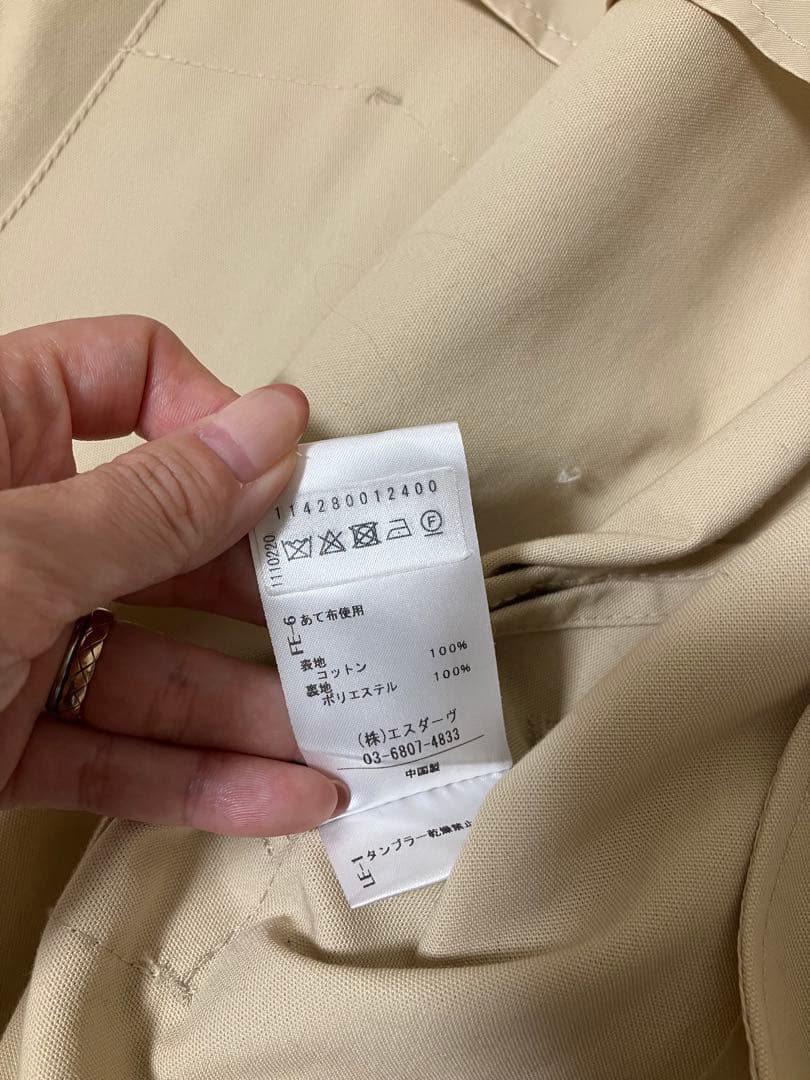 114280012400
1110220
F
FE-6 あて布使用
表地
コットン 100%
裏地
ポリエステル 100%
(株)エスダーヴ
03-6807-4833
中国製
LE-1 タンブラー乾燥禁止